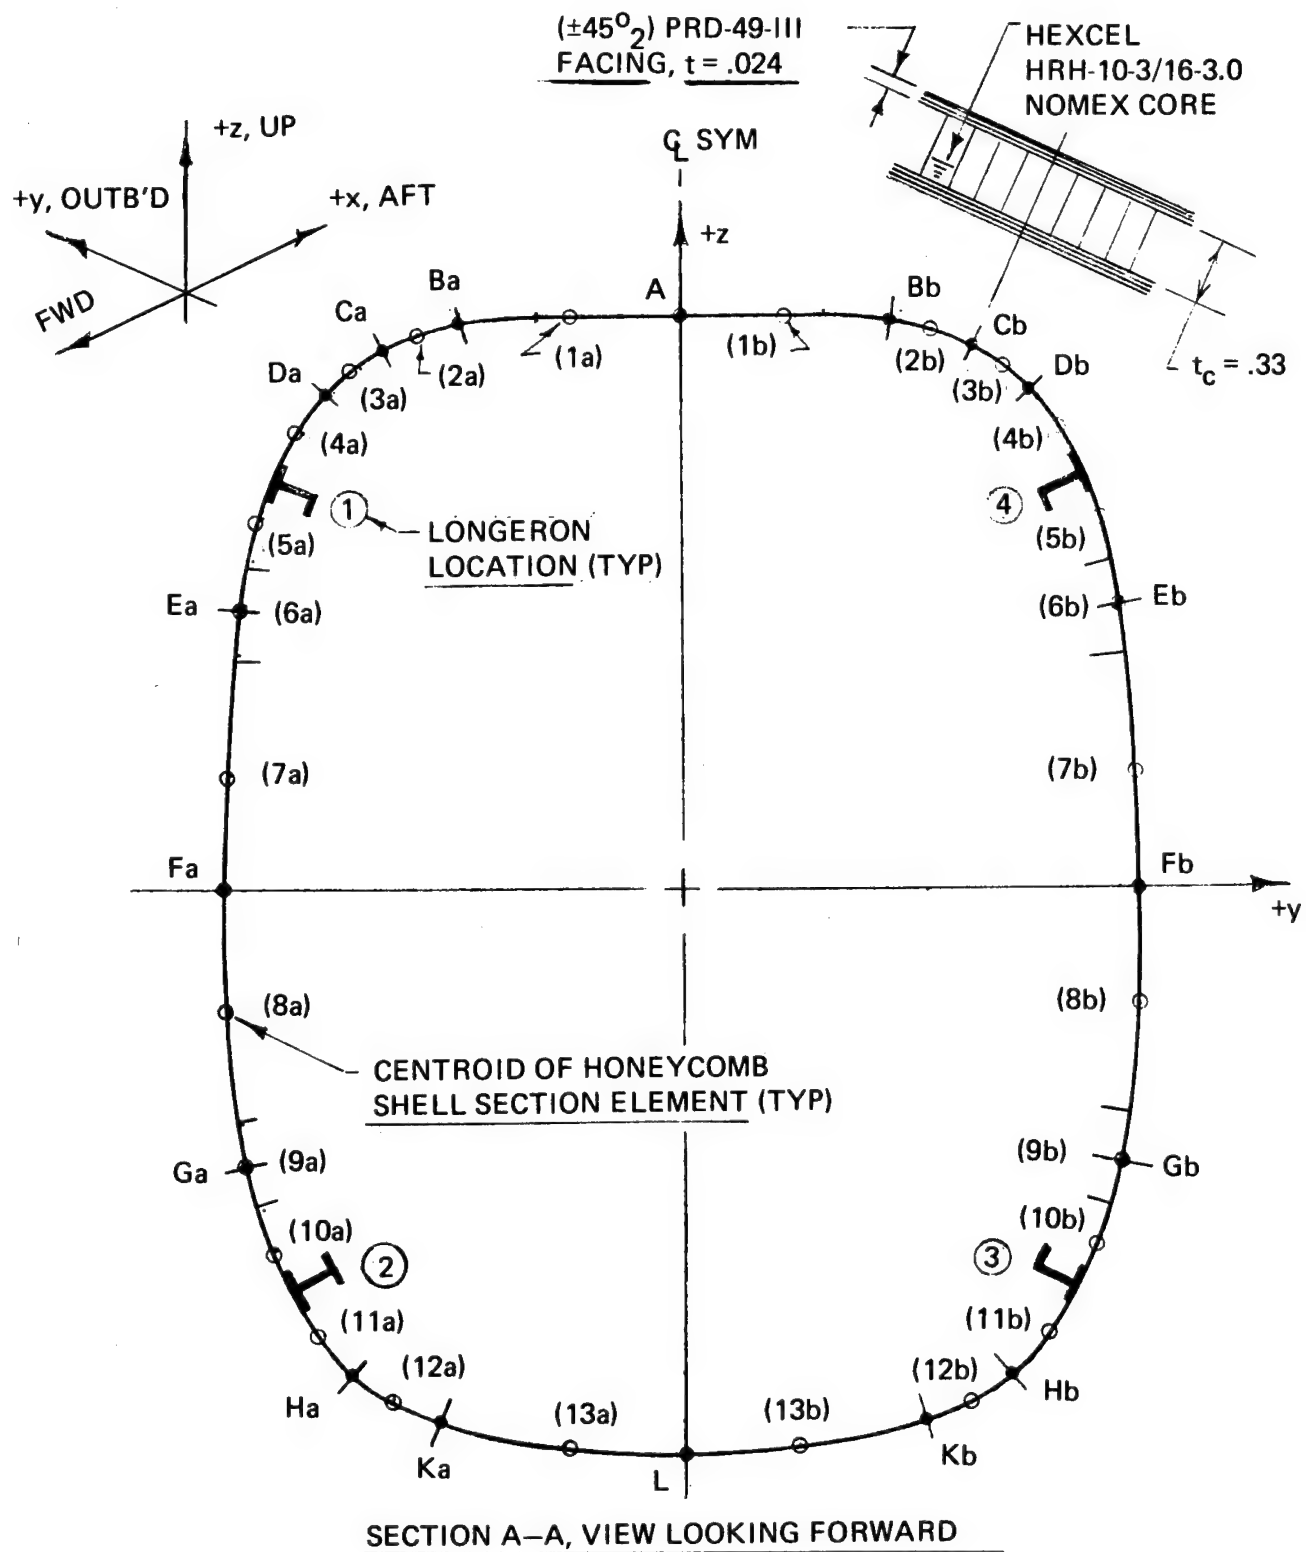 (±45°₂) PRD-49-III
FACING, t = .024
HEXCEL
HRH-10-3/16-3.0
NOMEX CORE
℄ SYM
+z, UP
+y, OUTB'D
+x, AFT
FWD
+z
t_c = .33
A
Ba
Bb
Ca
Cb
Da
Db
(1a)
(1b)
(2a)
(2b)
(3a)
(3b)
(4a)
(4b)
1
LONGERON
LOCATION (TYP)
4
(5a)
(5b)
Ea
(6a)
(6b)
Eb
(7a)
(7b)
Fa
Fb
+y
(8a)
(8b)
CENTROID OF HONEYCOMB
SHELL SECTION ELEMENT (TYP)
Ga
(9a)
(9b)
Gb
(10a)
(10b)
2
3
(11a)
(11b)
(12a)
(12b)
Ha
Hb
(13a)
(13b)
Ka
Kb
L
SECTION A–A, VIEW LOOKING FORWARD